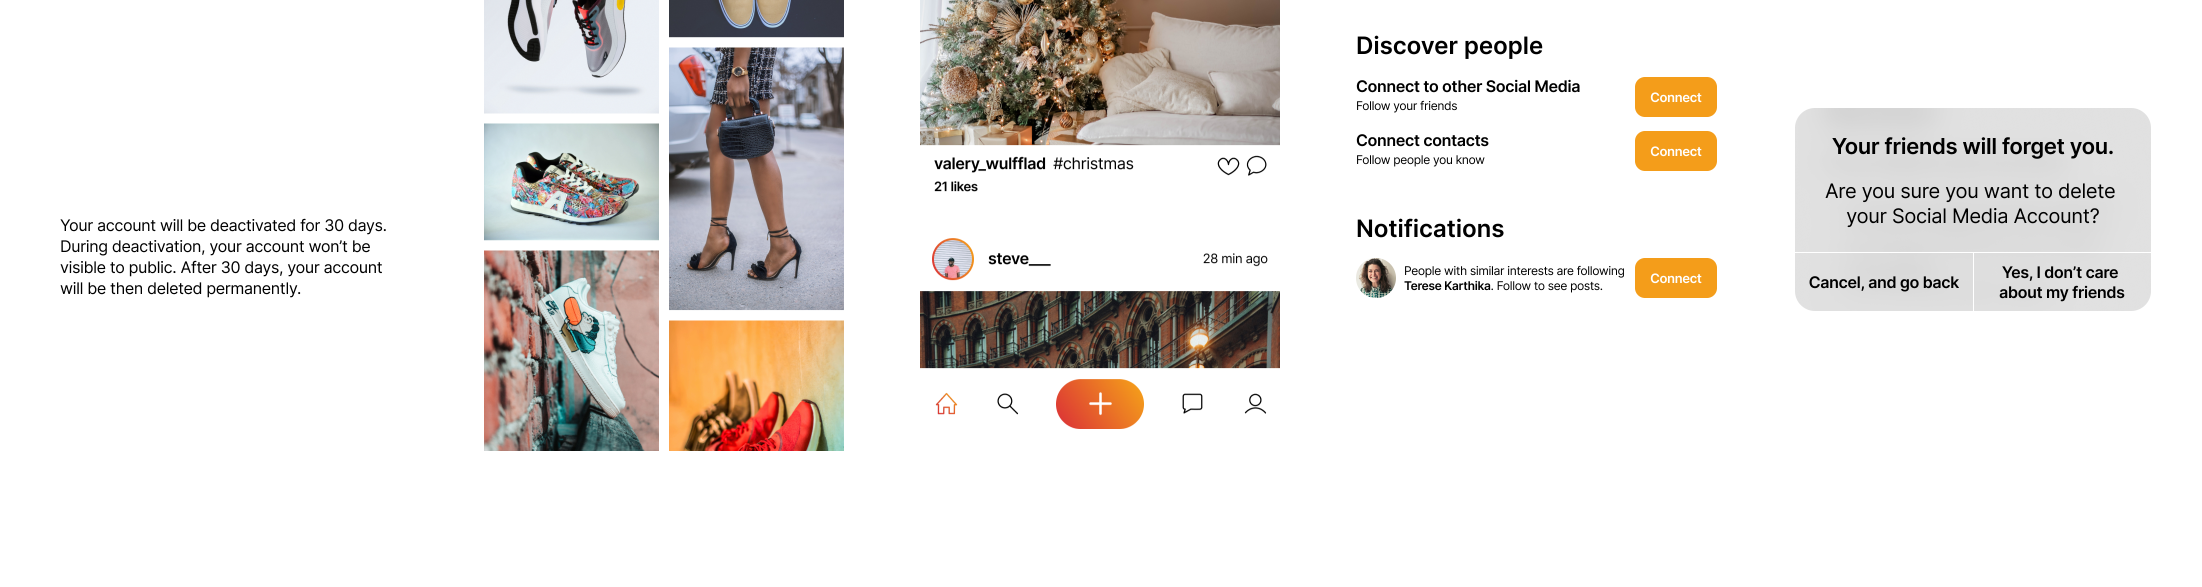 Your account will be deactivated for 30 days.
During deactivation, your account won't be
visible to public. After 30 days, your account
will be then deleted permanently.
valery_wulfflad #christmas
21 likes
steve___ 28 min ago
Discover people
Connect to other Social Media
Follow your friends
Connect
Connect contacts
Follow people you know
Connect
Notifications
People with similar interests are following
Terese Karthika. Follow to see posts.
Connect
Your friends will forget you.
Are you sure you want to delete
your Social Media Account?
Cancel, and go back
Yes, I don't care
about my friends